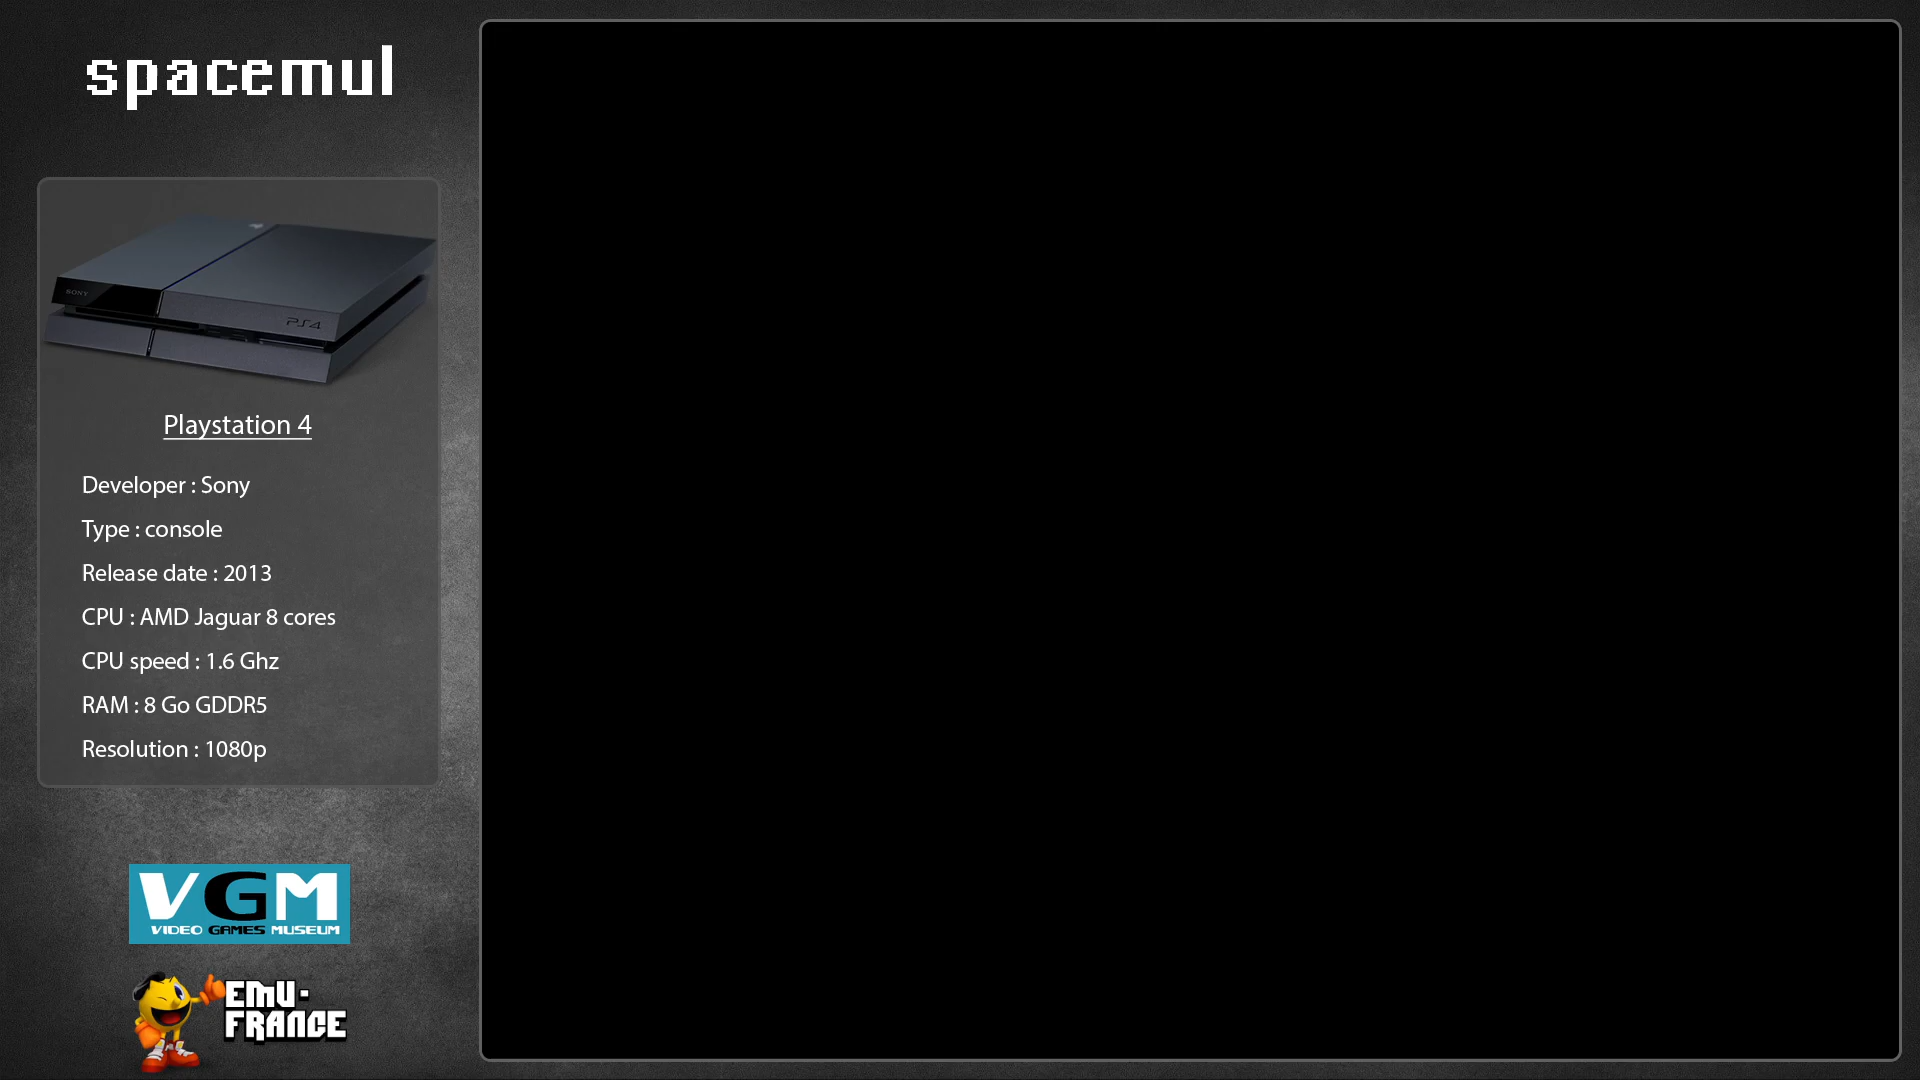 spacemul
SONY
PS4
Playstation 4
Developer : Sony
Type : console
Release date : 2013
CPU : AMD Jaguar 8 cores
CPU speed : 1.6 Ghz
RAM : 8 Go GDDR5
Resolution : 1080p
VGM
VIDEO GAMES MUSEUM
EMU-
FRANCE